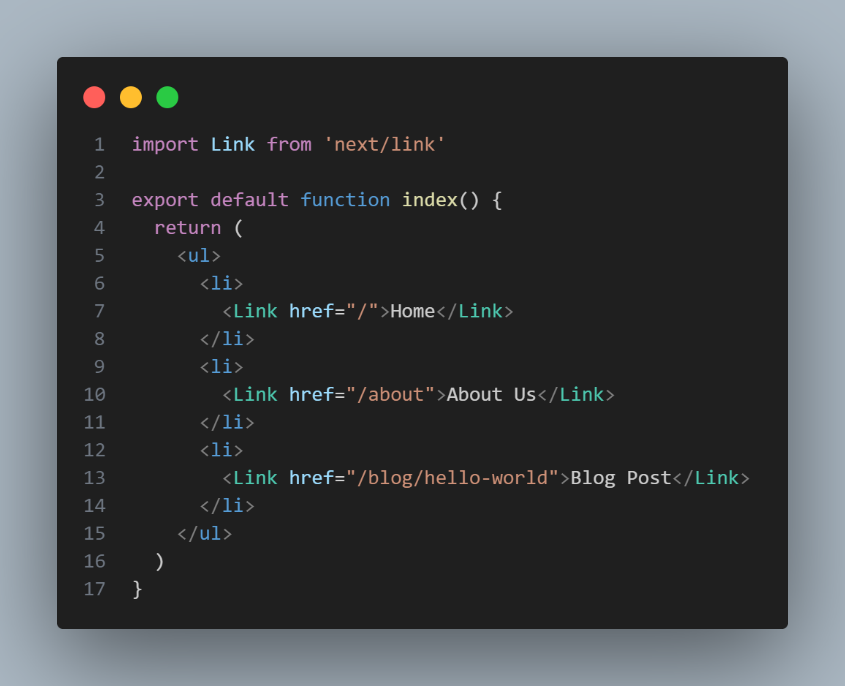 1 import Link from 'next/link'
2
3 export default function index() {
4   return (
5     <ul>
6       <li>
7         <Link href="/">Home</Link>
8       </li>
9       <li>
10         <Link href="/about">About Us</Link>
11       </li>
12       <li>
13         <Link href="/blog/hello-world">Blog Post</Link>
14       </li>
15     </ul>
16   )
17 }